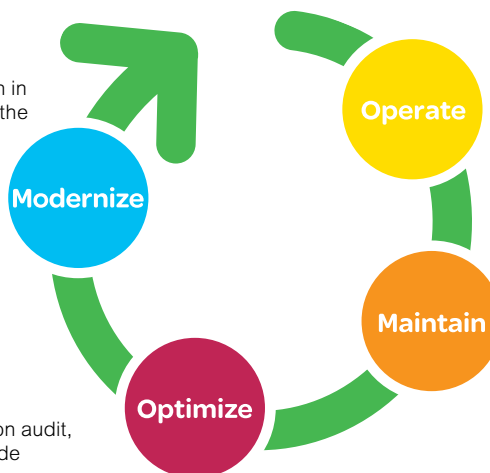 in
the
Operate
Modernize
Maintain
Optimize
on audit,
de